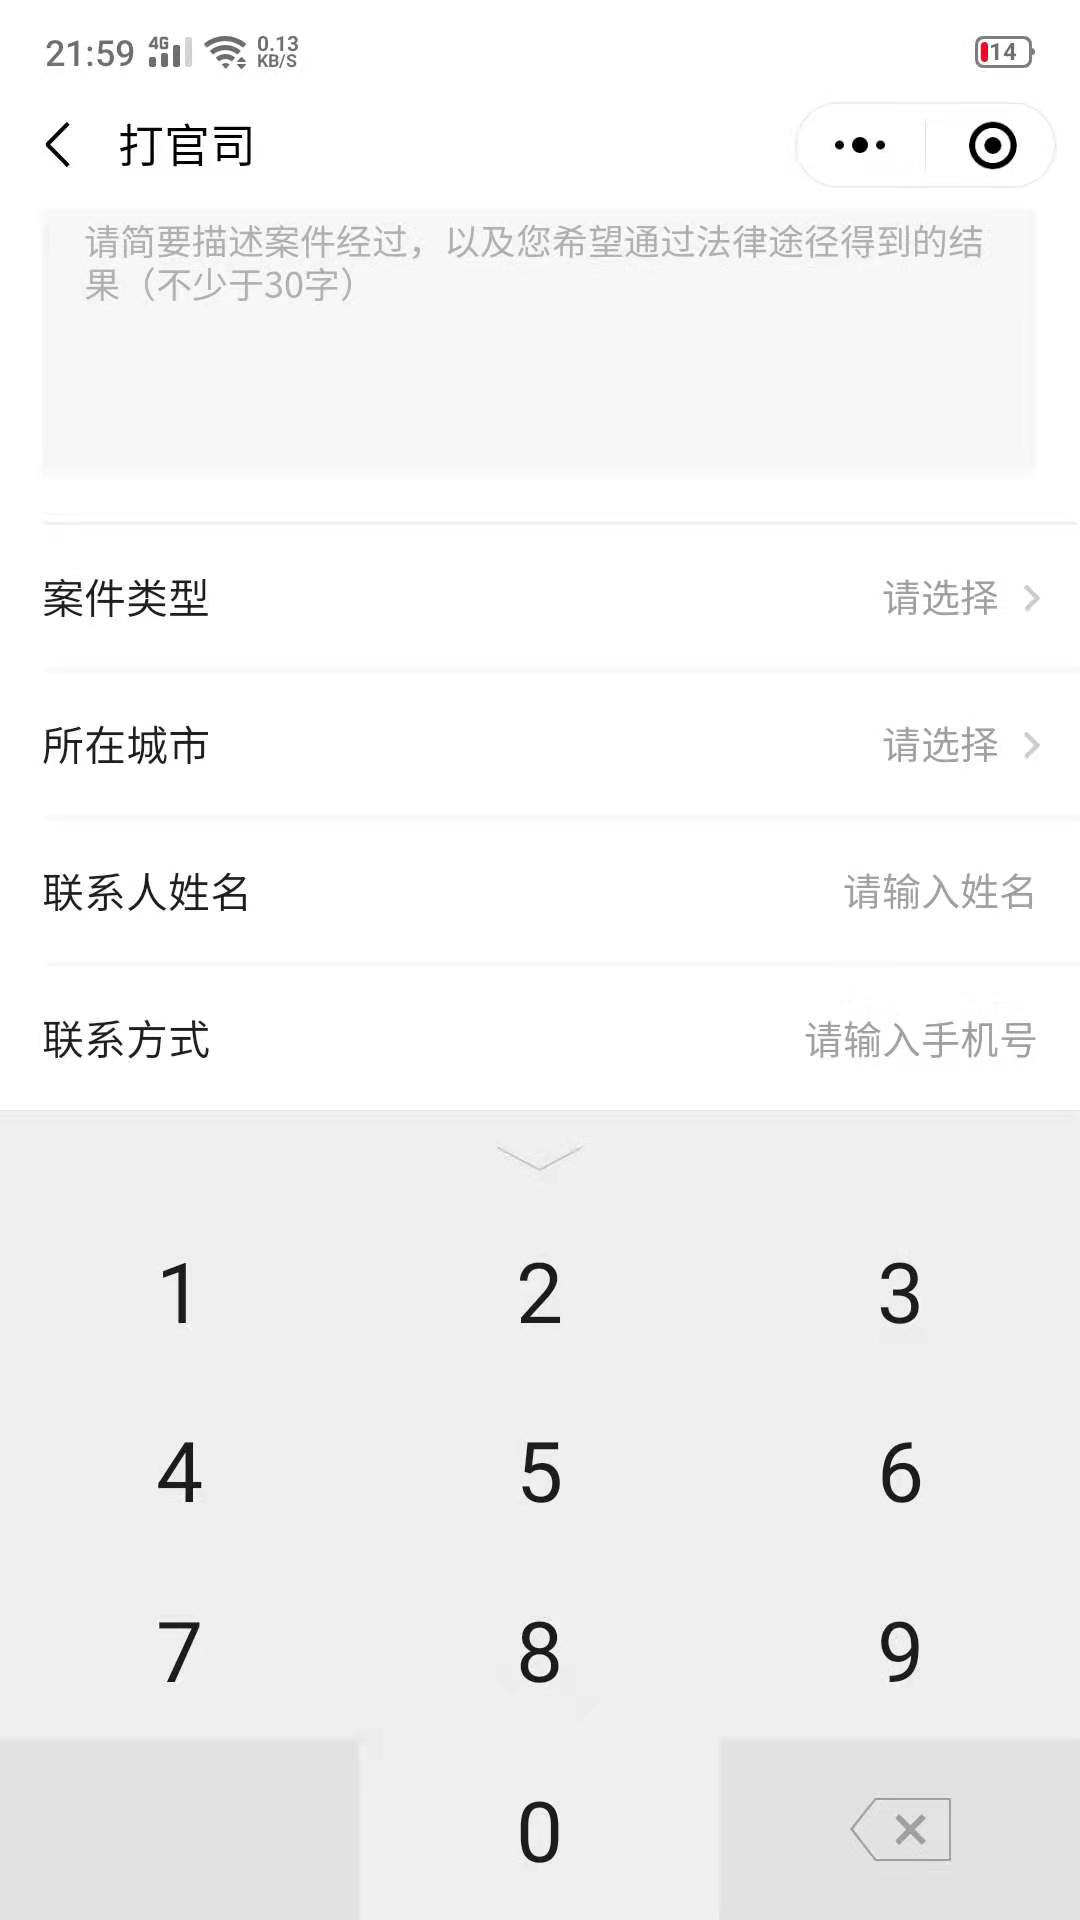 21:59 4G 0.13 KB/S 14
打官司
请简要描述案件经过，以及您希望通过法律途径得到的结
果（不少于30字）
案件类型 请选择
所在城市 请选择
联系人姓名 请输入姓名
联系方式 请输入手机号
1 2 3
4 5 6
7 8 9
0